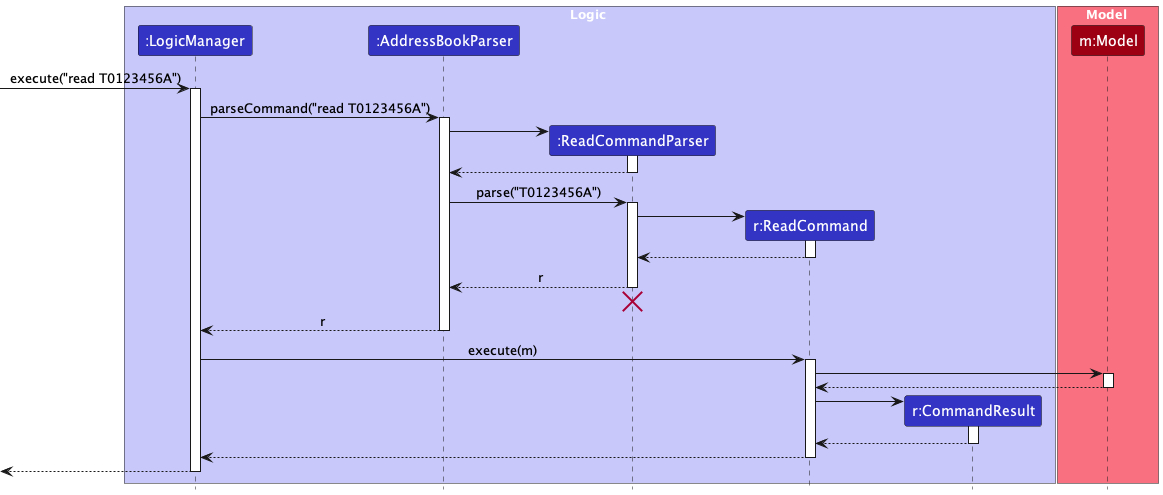 Logic
Model
:LogicManager
:AddressBookParser
m:Model
execute("read T0123456A")
parseCommand("read T0123456A")
:ReadCommandParser
parse("T0123456A")
r:ReadCommand
r
r
execute(m)
r:CommandResult